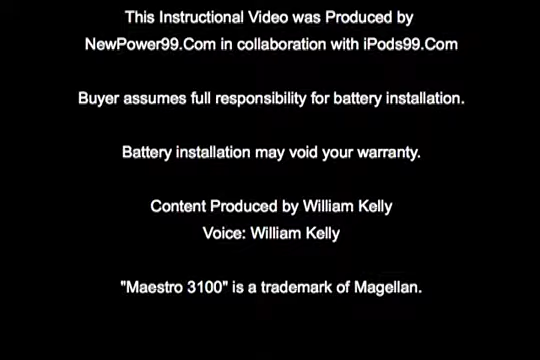 This Instructional Video was Produced by
NewPower99.Com in collaboration with iPods99.Com
Buyer assumes full responsibility for battery installation.
Battery installation may void your warranty.
Content Produced by William Kelly
Voice: William Kelly
"Maestro 3100" is a trademark of Magellan.